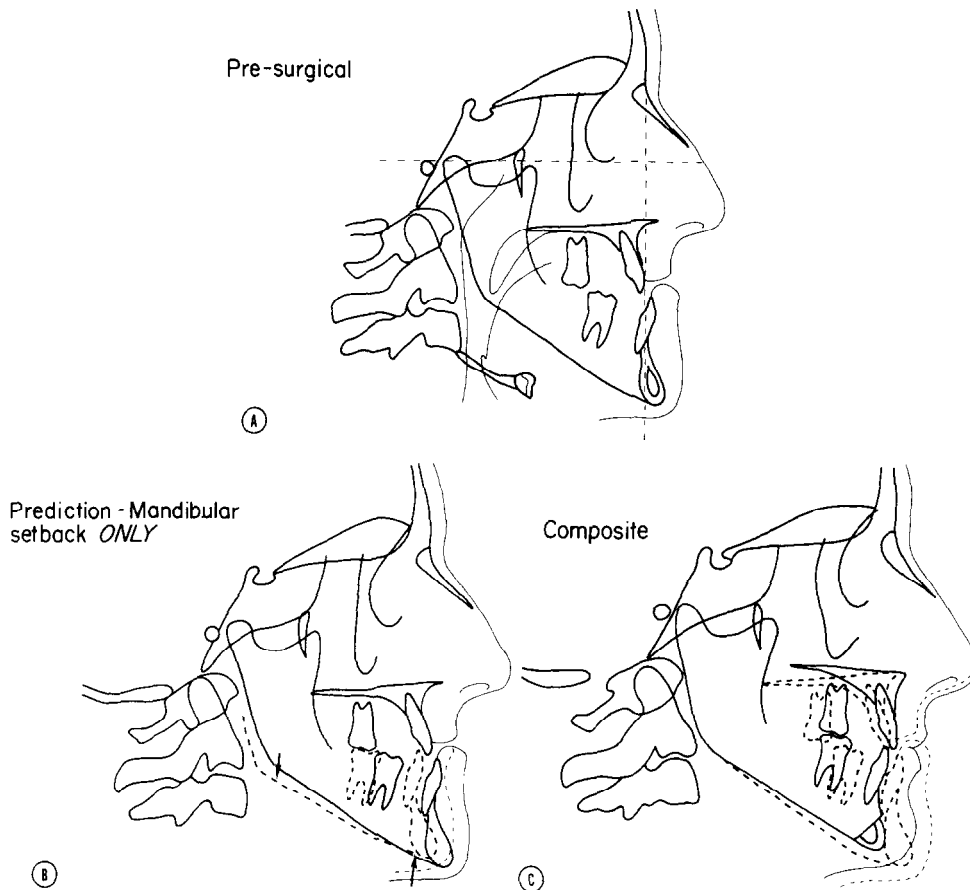 Pre-surgical
A
Prediction - Mandibular
setback ONLY
Composite
B
C